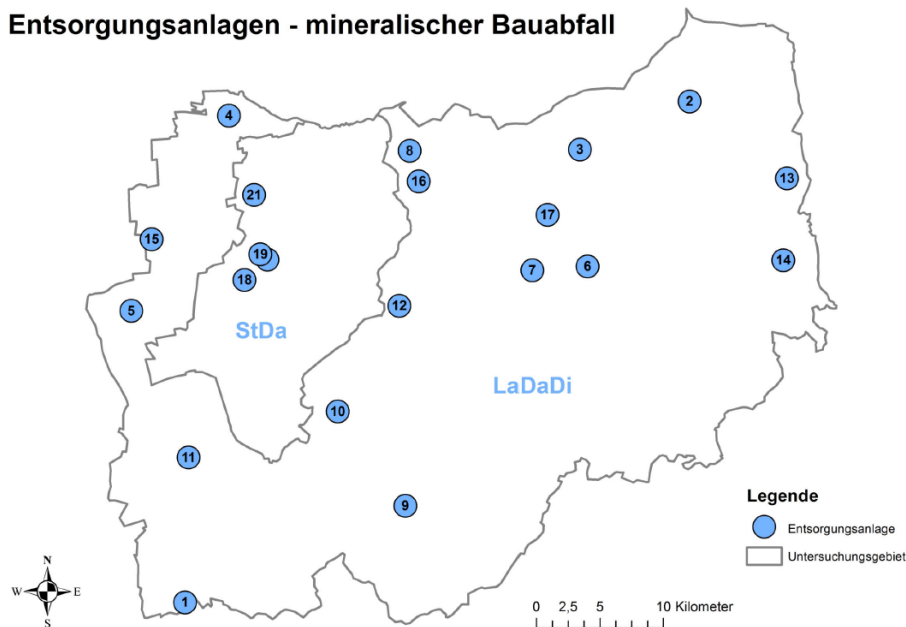 Entsorgungsanlagen - mineralischer Bauabfall
2
4
3
8
16
13
21
17
15
19
14
6
7
18
5
12
StDa
LaDaDi
10
11
9
Legende
Entsorgungsanlage
Untersuchungsgebiet
N
W E
S
1
0 2,5 5 10 Kilometer